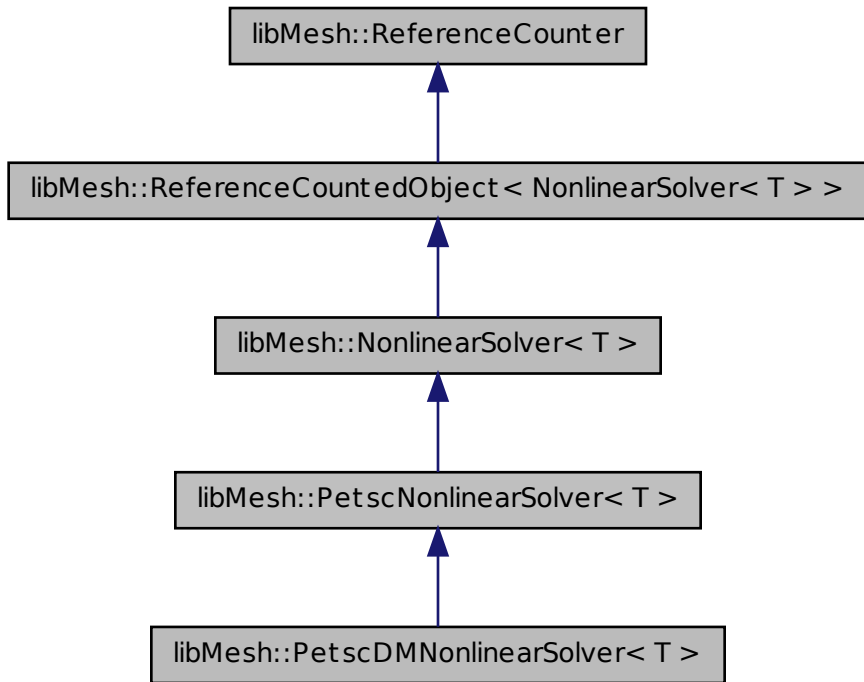 libMesh::ReferenceCounter
libMesh::ReferenceCountedObject< NonlinearSolver< T > >
libMesh::NonlinearSolver< T >
libMesh::PetscNonlinearSolver< T >
libMesh::PetscDMNonlinearSolver< T >